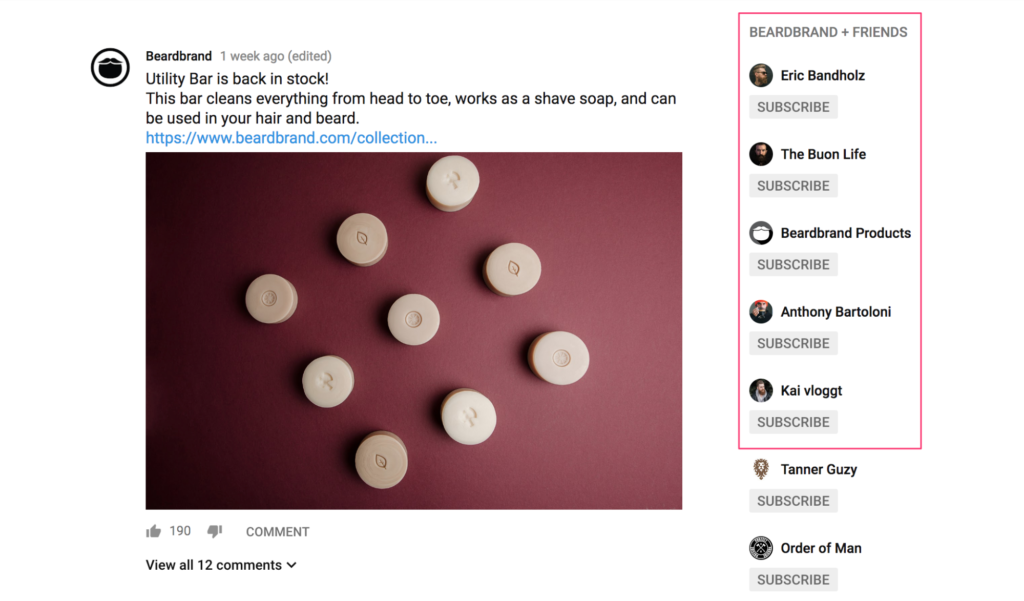 Beardbrand 1 week ago (edited)
Utility Bar is back in stock!
This bar cleans everything from head to toe, works as a shave soap, and can
be used in your hair and beard.
https://www.beardbrand.com/collection...
190 COMMENT
View all 12 comments
BEARDBRAND + FRIENDS
Eric Bandholz
SUBSCRIBE
The Buon Life
SUBSCRIBE
Beardbrand Products
SUBSCRIBE
Anthony Bartoloni
SUBSCRIBE
Kai vloggt
SUBSCRIBE
Tanner Guzy
SUBSCRIBE
Order of Man
SUBSCRIBE